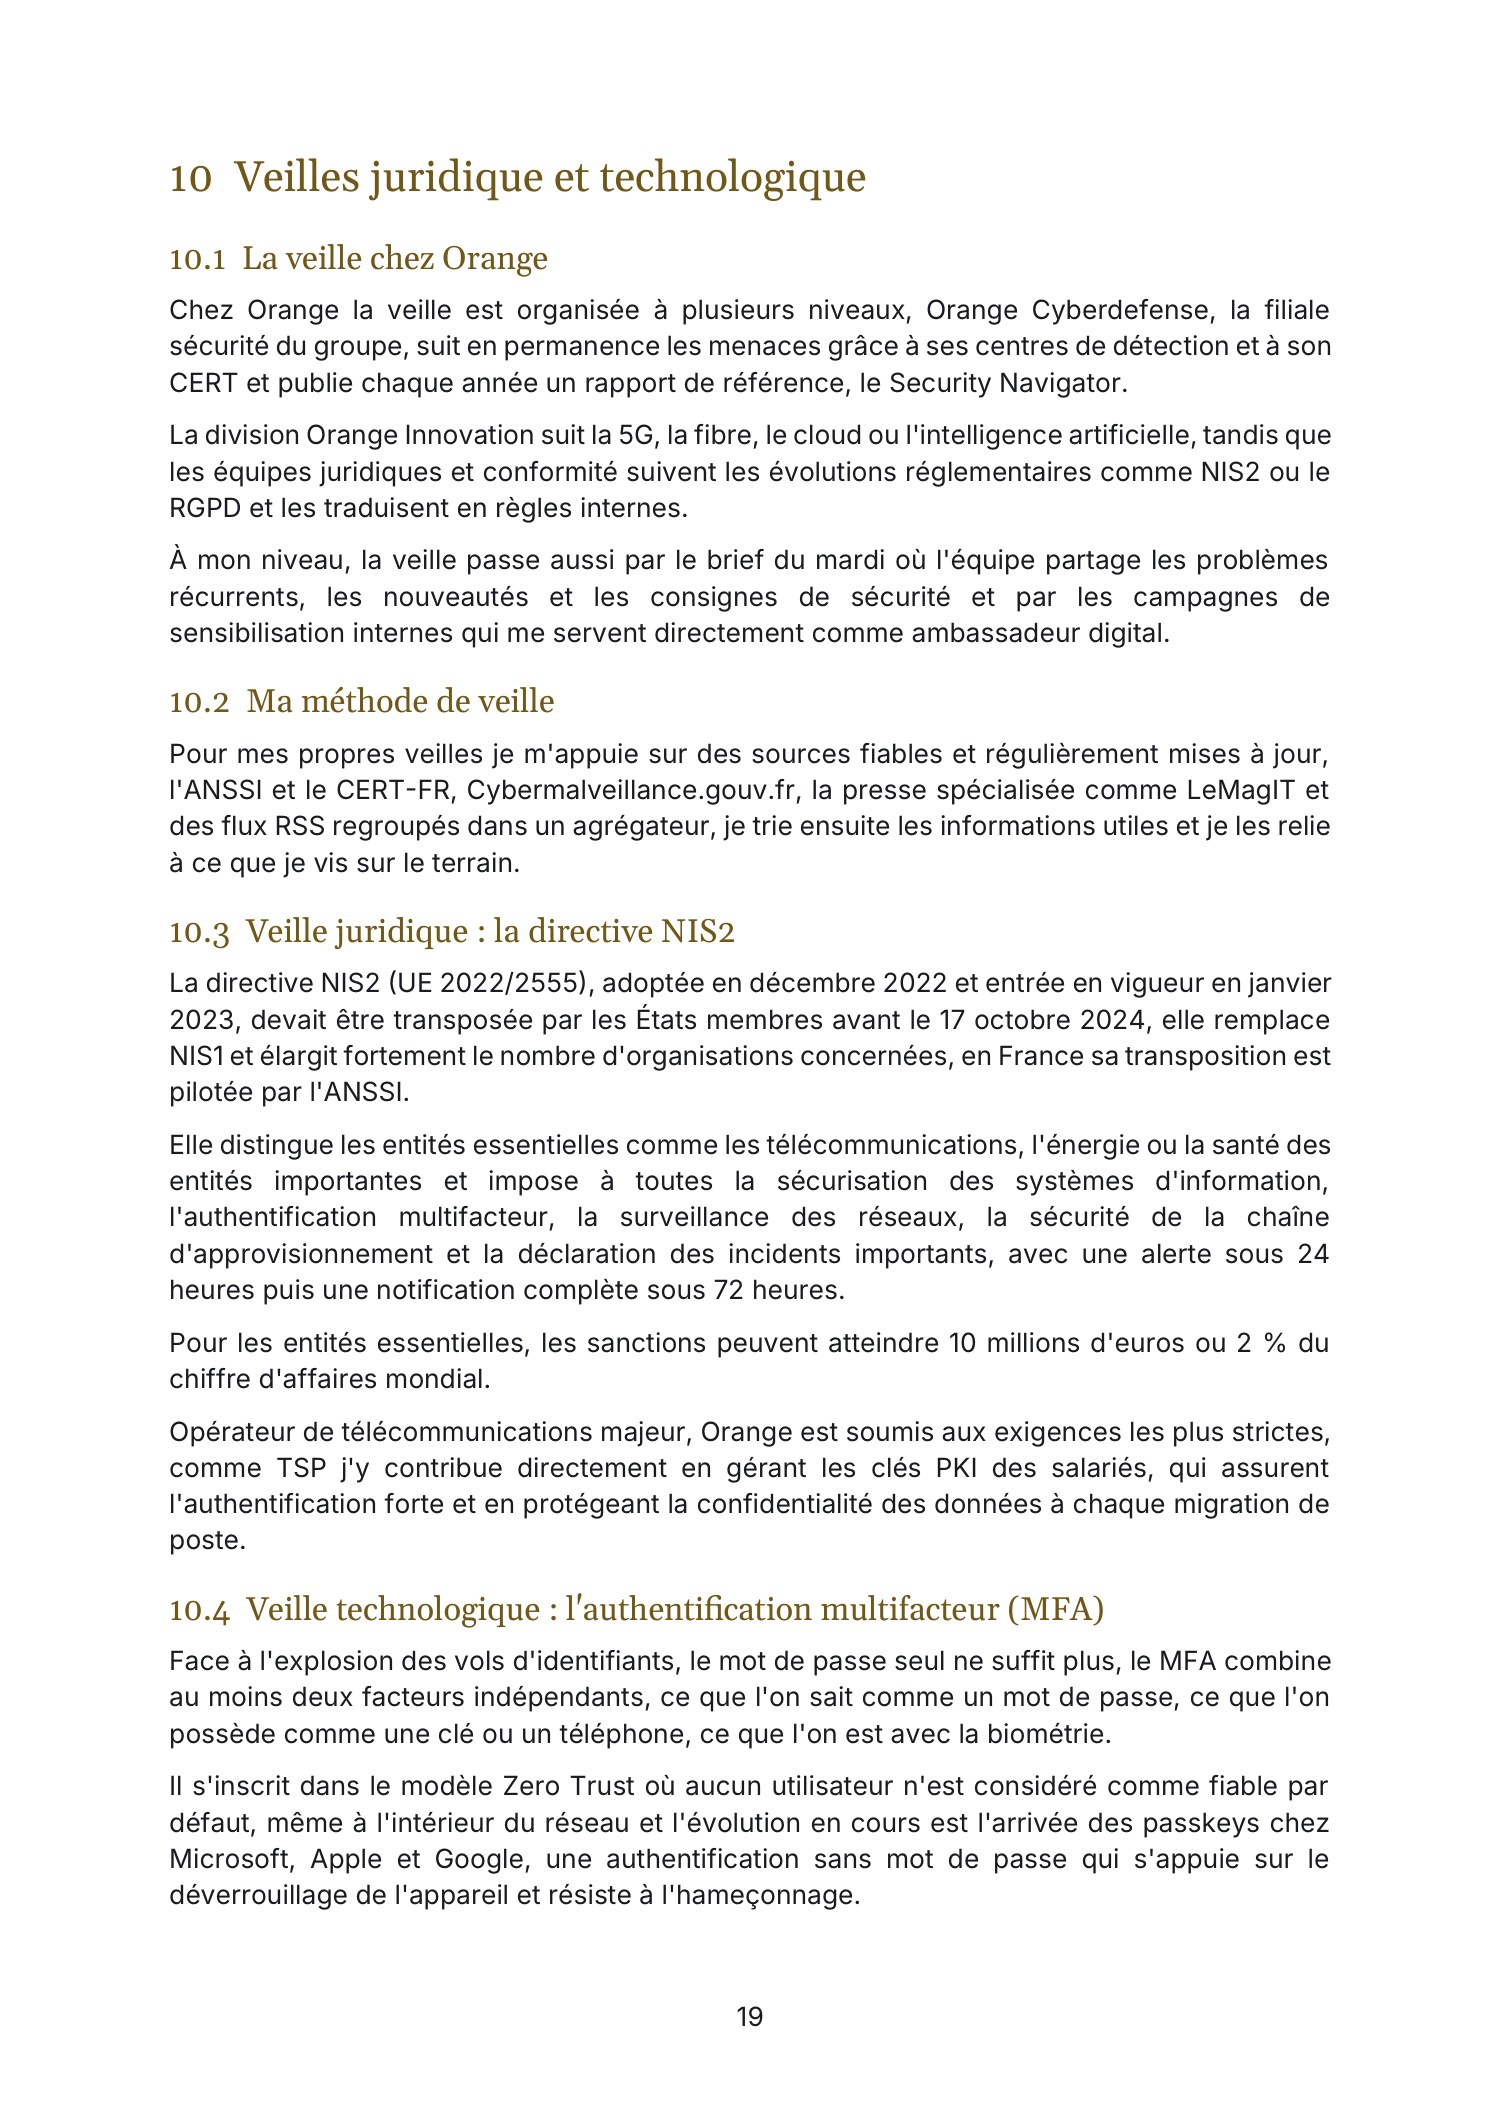 10 Veilles juridique et technologique
10.1 La veille chez Orange
Chez Orange la veille est organisée à plusieurs niveaux, Orange Cyberdefense, la filiale
sécurité du groupe, suit en permanence les menaces grâce à ses centres de détection et à son
CERT et publie chaque année un rapport de référence, le Security Navigator.
La division Orange Innovation suit la 5G, la fibre, le cloud ou l'intelligence artificielle, tandis que
les équipes juridiques et conformité suivent les évolutions réglementaires comme NIS2 ou le
RGPD et les traduisent en règles internes.
À mon niveau, la veille passe aussi par le brief du mardi où l'équipe partage les problèmes
récurrents, les nouveautés et les consignes de sécurité et par les campagnes de
sensibilisation internes qui me servent directement comme ambassadeur digital.
10.2 Ma méthode de veille
Pour mes propres veilles je m'appuie sur des sources fiables et régulièrement mises à jour,
l'ANSSI et le CERT-FR, Cybermalveillance.gouv.fr, la presse spécialisée comme LeMagIT et
des flux RSS regroupés dans un agrégateur, je trie ensuite les informations utiles et je les relie
à ce que je vis sur le terrain.
10.3 Veille juridique : la directive NIS2
La directive NIS2 (UE 2022/2555), adoptée en décembre 2022 et entrée en vigueur en janvier
2023, devait être transposée par les États membres avant le 17 octobre 2024, elle remplace
NIS1 et élargit fortement le nombre d'organisations concernées, en France sa transposition est
pilotée par l'ANSSI.
Elle distingue les entités essentielles comme les télécommunications, l'énergie ou la santé des
entités importantes et impose à toutes la sécurisation des systèmes d'information,
l'authentification multifacteur, la surveillance des réseaux, la sécurité de la chaîne
d'approvisionnement et la déclaration des incidents importants, avec une alerte sous 24
heures puis une notification complète sous 72 heures.
Pour les entités essentielles, les sanctions peuvent atteindre 10 millions d'euros ou 2 % du
chiffre d'affaires mondial.
Opérateur de télécommunications majeur, Orange est soumis aux exigences les plus strictes,
comme TSP j'y contribue directement en gérant les clés PKI des salariés, qui assurent
l'authentification forte et en protégeant la confidentialité des données à chaque migration de
poste.
10.4 Veille technologique : l'authentification multifacteur (MFA)
Face à l'explosion des vols d'identifiants, le mot de passe seul ne suffit plus, le MFA combine
au moins deux facteurs indépendants, ce que l'on sait comme un mot de passe, ce que l'on
possède comme une clé ou un téléphone, ce que l'on est avec la biométrie.
Il s'inscrit dans le modèle Zero Trust où aucun utilisateur n'est considéré comme fiable par
défaut, même à l'intérieur du réseau et l'évolution en cours est l'arrivée des passkeys chez
Microsoft, Apple et Google, une authentification sans mot de passe qui s'appuie sur le
déverrouillage de l'appareil et résiste à l'hameçonnage.
19